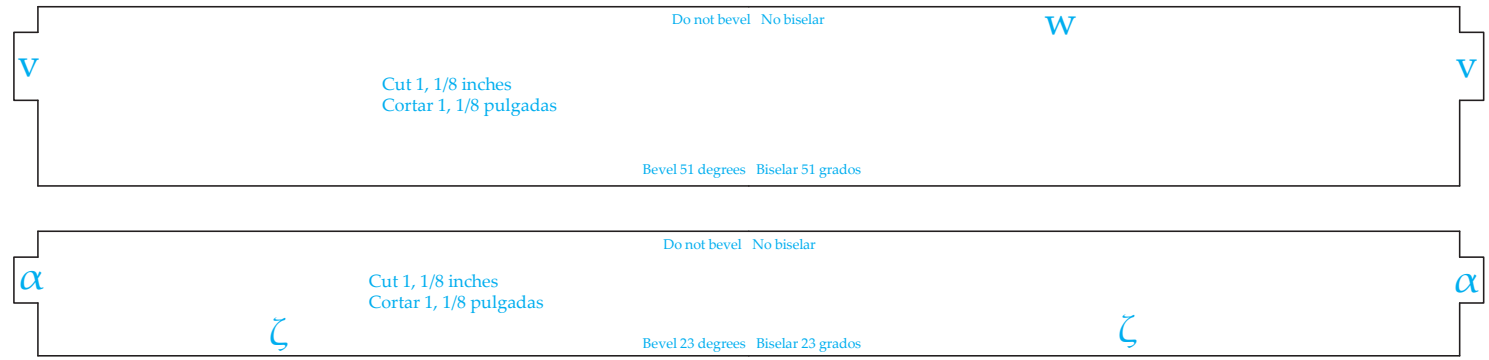 Do not bevel   No biselar
w
v
v
Cut 1, 1/8 inches
Cortar 1, 1/8 pulgadas
Bevel 51 degrees   Biselar 51 grados
Do not bevel   No biselar
α
α
Cut 1, 1/8 inches
Cortar 1, 1/8 pulgadas
ζ
ζ
Bevel 23 degrees   Biselar 23 grados